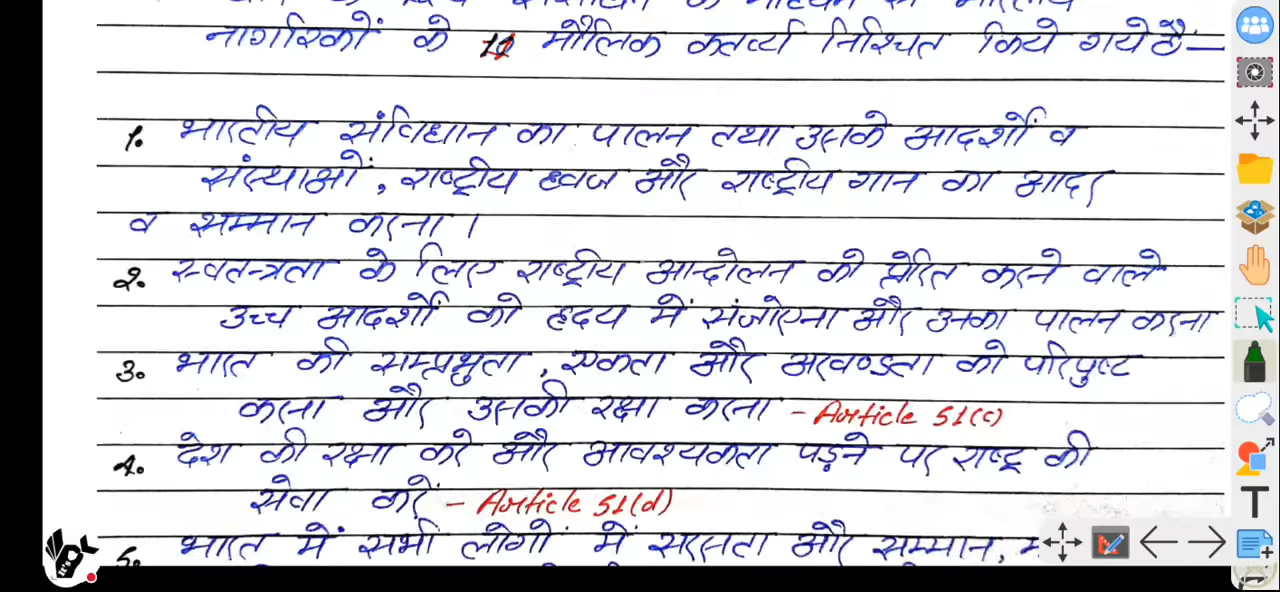 नागरिकों के मौलिक कर्तव्य निश्चित किये गये है —
1. भारतीय संविधान का पालन तथा उसके आदर्शों व
संस्थाओं, राष्ट्रीय ध्वज और राष्ट्रीय गान का आदर
व सम्मान करना।
2. स्वतन्त्रता के लिए राष्ट्रीय आन्दोलन को प्रेरित करने वाले
उच्च आदर्शों को हृदय में संजोएना और उनका पालन करना
3. भारत की सम्प्रभुता, एकता और अखण्डता को परिपुष्ट
करना और उसकी रक्षा करना - Article 51(c)
4. देश की रक्षा करे और आवश्यकता पड़ने पर राष्ट्र की
सेवा करें - Article 51(d)
5. भारत में सभी लोगों में सरसता और सम्मान,